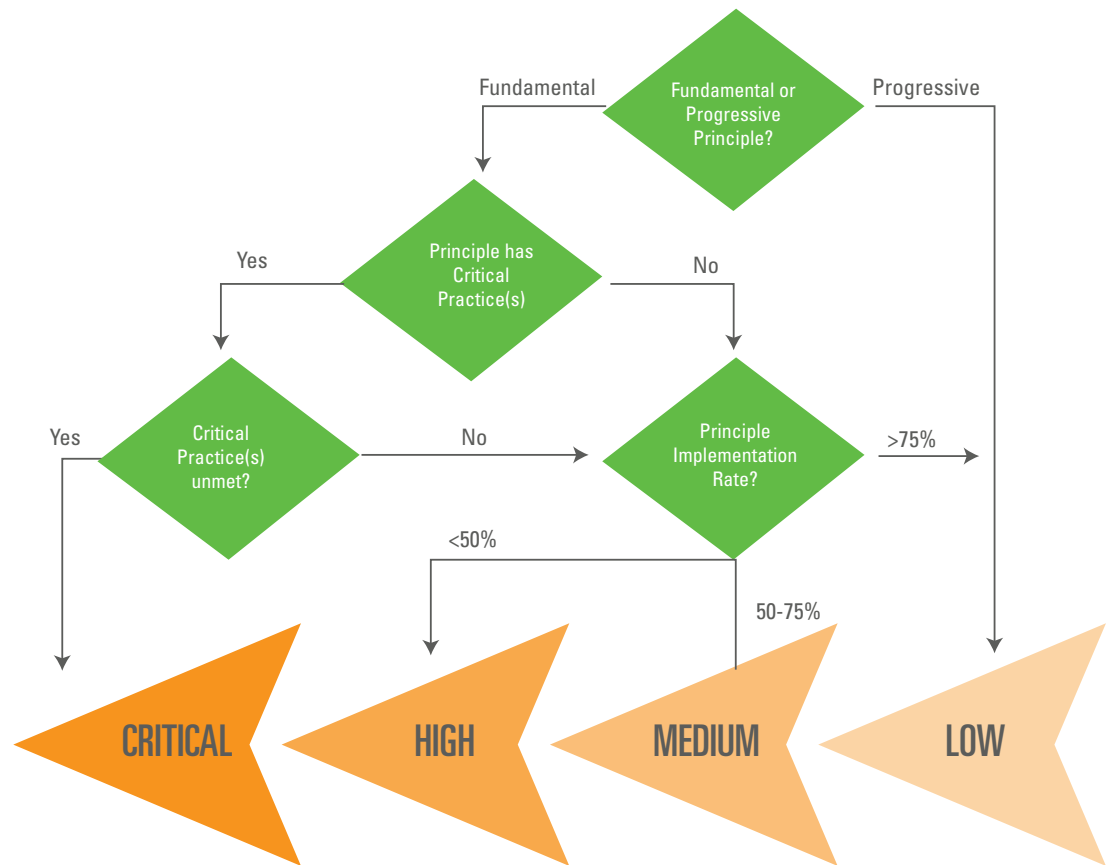 Fundamental
Fundamental or
Progressive
Principle?
Progressive
Yes
Principle has
Critical
Practice(s)
No
Yes
Critical
Practice(s)
unmet?
No
Principle
Implementation
Rate?
>75%
<50%
50-75%
CRITICAL
HIGH
MEDIUM
LOW